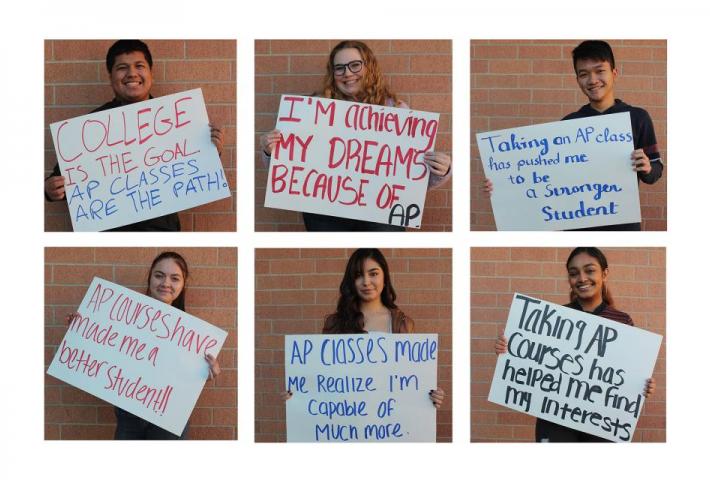 COLLEGE
IS THE GOAL
AP CLASSES
ARE THE PATH!
I'M achieving
MY DREAMS
BECAUSE OF
AP.
Taking an AP class
has pushed me
to be
a Stronger
Student
AP Courses have
made me a
better Student!!
AP Classes made
Me Realize I'm
Capable of
Much more.
Taking AP
Courses has
helped me find
my interests